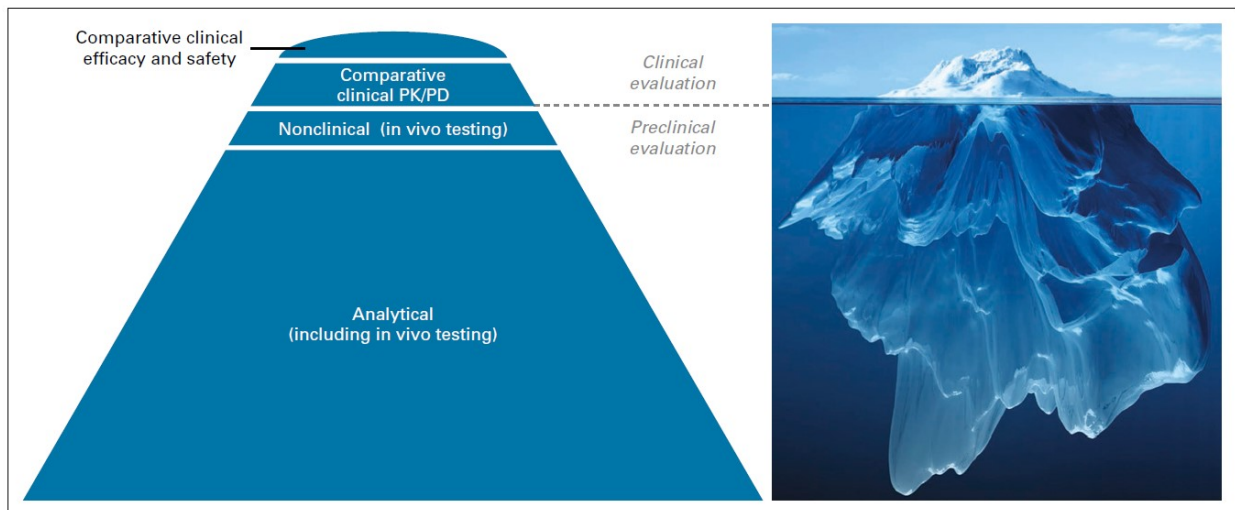 Comparative clinical
efficacy and safety
Comparative
clinical PK/PD
Nonclinical (in vivo testing)
Analytical
(including in vivo testing)
Clinical
evaluation
Preclinical
evaluation